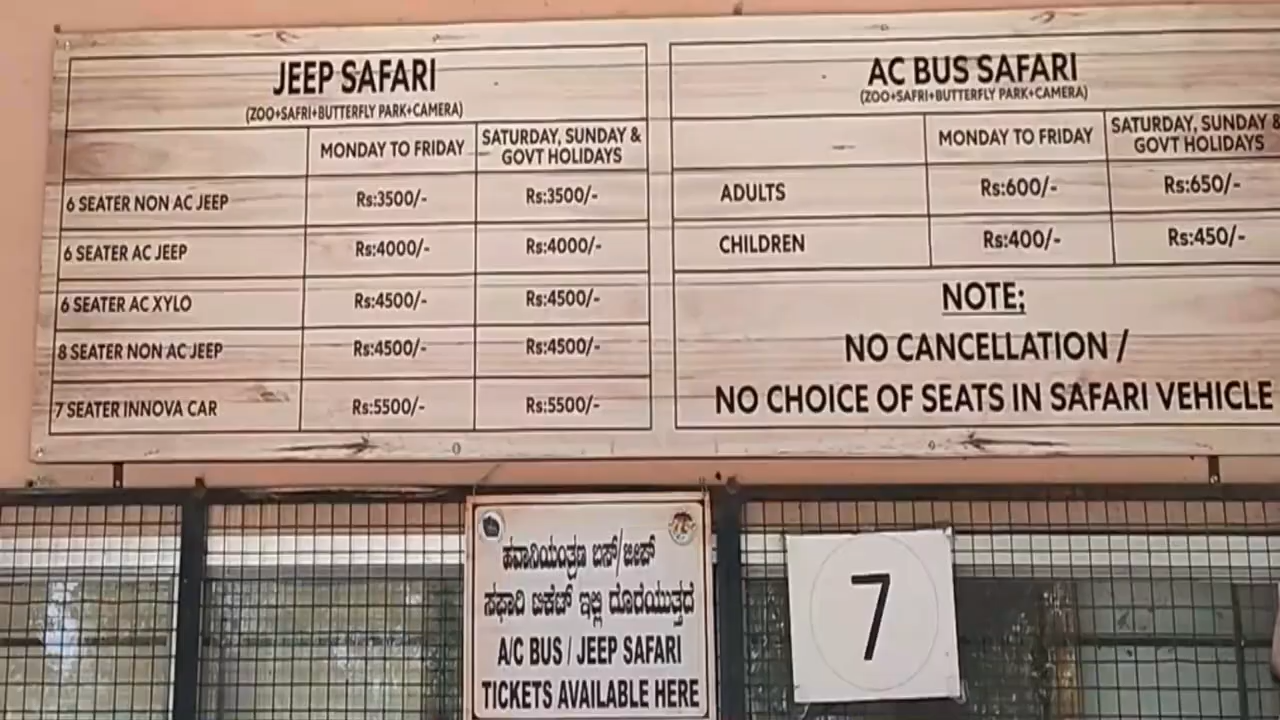 JEEP SAFARI
(ZOO+SAFRI+BUTTERFLY PARK+CAMERA)
MONDAY TO FRIDAY
SATURDAY, SUNDAY &
GOVT HOLIDAYS
6 SEATER NON AC JEEP Rs:3500/- Rs:3500/-
6 SEATER AC JEEP Rs:4000/- Rs:4000/-
6 SEATER AC XYLO Rs:4500/- Rs:4500/-
8 SEATER NON AC JEEP Rs:4500/- Rs:4500/-
7 SEATER INNOVA CAR Rs:5500/- Rs:5500/-
AC BUS SAFARI
(ZOO+SAFRI+BUTTERFLY PARK+CAMERA)
MONDAY TO FRIDAY
SATURDAY, SUNDAY &
GOVT HOLIDAYS
ADULTS Rs:600/- Rs:650/-
CHILDREN Rs:400/- Rs:450/-
NOTE;
NO CANCELLATION /
NO CHOICE OF SEATS IN SAFARI VEHICLE
ಹವಾನಿಯಂತ್ರಣ ಬಸ್/ಜೀಪ್
ಸಫಾರಿ ಟಿಕೆಟ್ ಇಲ್ಲಿ ದೊರೆಯುತ್ತದೆ
A/C BUS / JEEP SAFARI
TICKETS AVAILABLE HERE
7